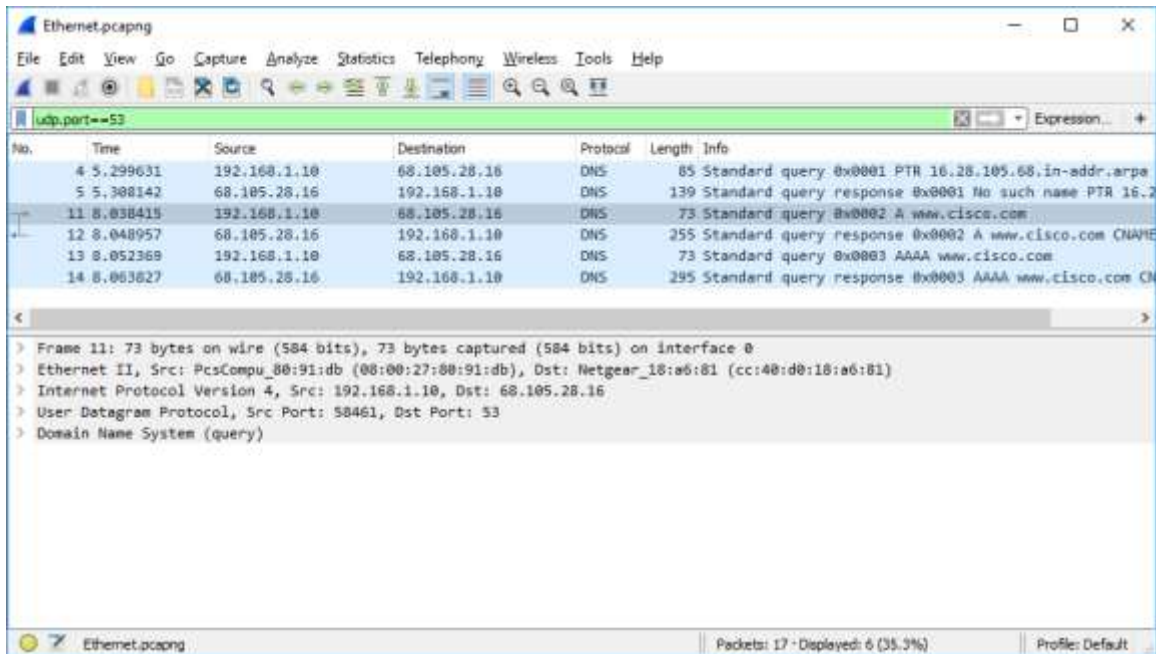 Ethernet.pcapng
File Edit View Go Capture Analyze Statistics Telephony Wireless Tools Help
udp.port==53 Expression... +
No. Time Source Destination Protocol Length Info
4 5.299631 192.168.1.10 68.105.28.16 DNS 85 Standard query 0x0001 PTR 16.28.105.68.in-addr.arpa
5 5.308142 68.105.28.16 192.168.1.10 DNS 139 Standard query response 0x0001 No such name PTR 16.2
11 8.038415 192.168.1.10 68.105.28.16 DNS 73 Standard query 0x0002 A www.cisco.com
12 8.048957 68.105.28.16 192.168.1.10 DNS 255 Standard query response 0x0002 A www.cisco.com CNAME
13 8.052369 192.168.1.10 68.105.28.16 DNS 73 Standard query 0x0003 AAAA www.cisco.com
14 8.063827 68.105.28.16 192.168.1.10 DNS 295 Standard query response 0x0003 AAAA www.cisco.com CN
Frame 11: 73 bytes on wire (584 bits), 73 bytes captured (584 bits) on interface 0
Ethernet II, Src: PcsCompu_80:91:db (08:00:27:80:91:db), Dst: Netgear_18:a6:81 (cc:40:d0:18:a6:81)
Internet Protocol Version 4, Src: 192.168.1.10, Dst: 68.105.28.16
User Datagram Protocol, Src Port: 58461, Dst Port: 53
Domain Name System (query)
Ethernet.pcapng Packets: 17 · Displayed: 6 (35.3%) Profile: Default